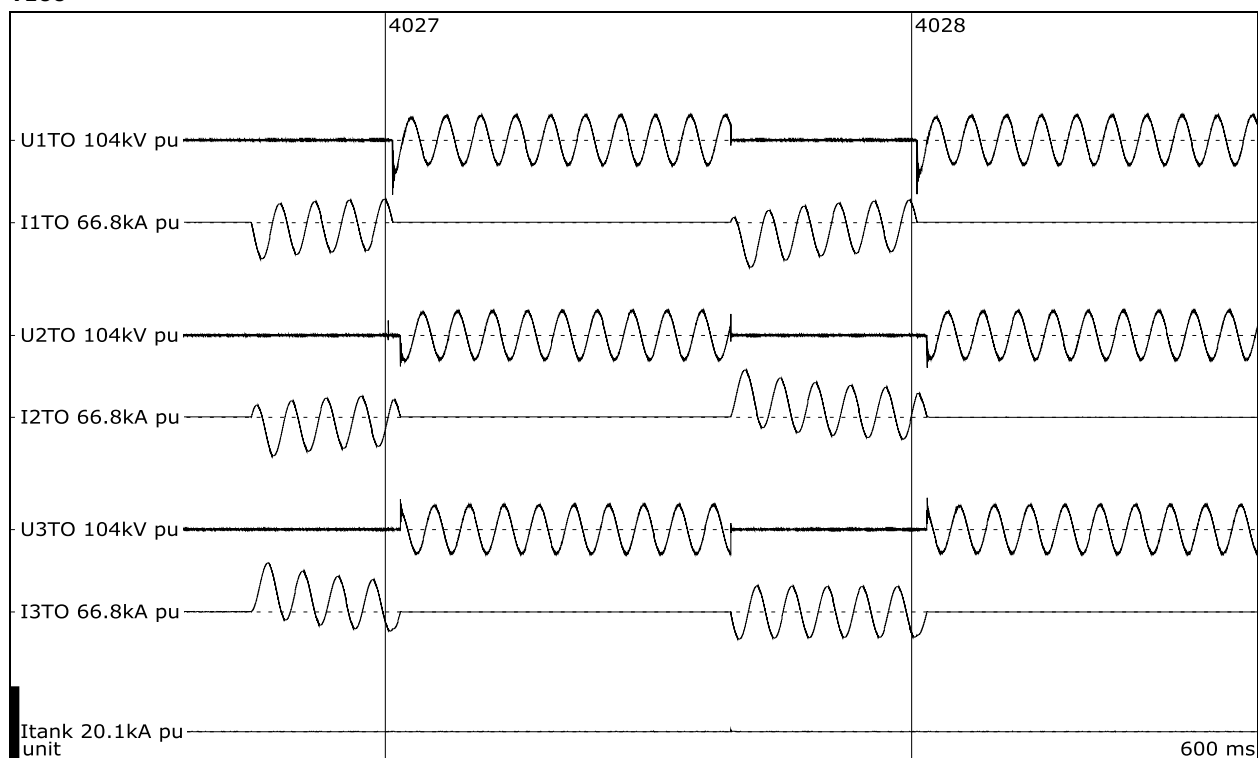 4027
4028
U1TO 104kV pu
I1TO 66.8kA pu
U2TO 104kV pu
I2TO 66.8kA pu
U3TO 104kV pu
I3TO 66.8kA pu
Itank 20.1kA pu
unit
600 ms